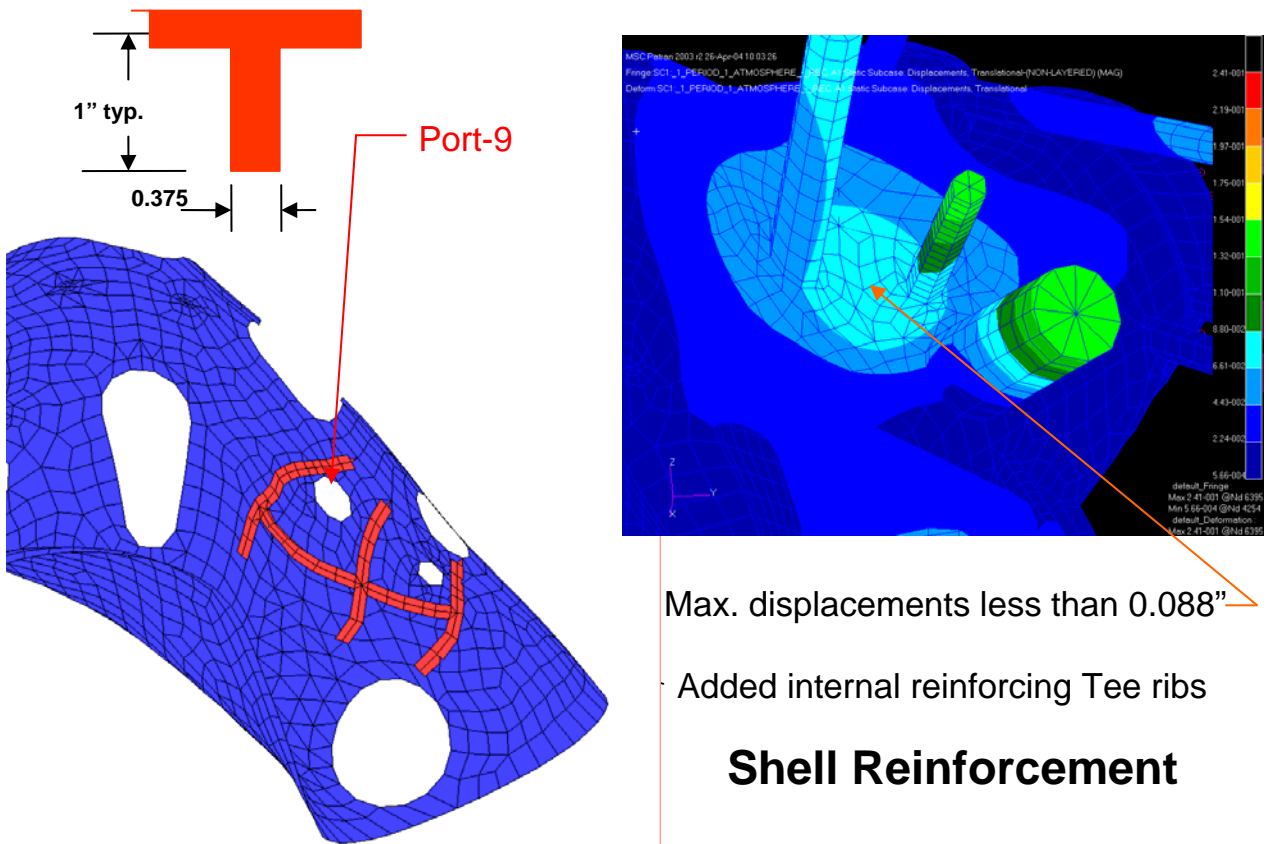 1” typ.
0.375
Port-9
MSC.Patran 2003 r2 26-Apr-04 10:03:26
Fringe:SC1:_1_PERIOD_1_ATMOSPHERE_ Static Subcase: Displacements, Translational-(NON-LAYERED) (MAG)
Deform:SC1:_1_PERIOD_1_ATMOSPHERE_ Static Subcase: Displacements, Translational
2.41-001
2.19-001
1.97-001
1.75-001
1.54-001
1.32-001
1.10-001
8.80-002
6.61-002
4.43-002
2.24-002
5.66-004
Z
Y
X
default_Fringe :
Max 2.41-001 @Nd 6395
Min 5.66-004 @Nd 4254
default_Deformation :
Max 2.41-001 @Nd 6395
Max. displacements less than 0.088”
Added internal reinforcing Tee ribs
Shell Reinforcement